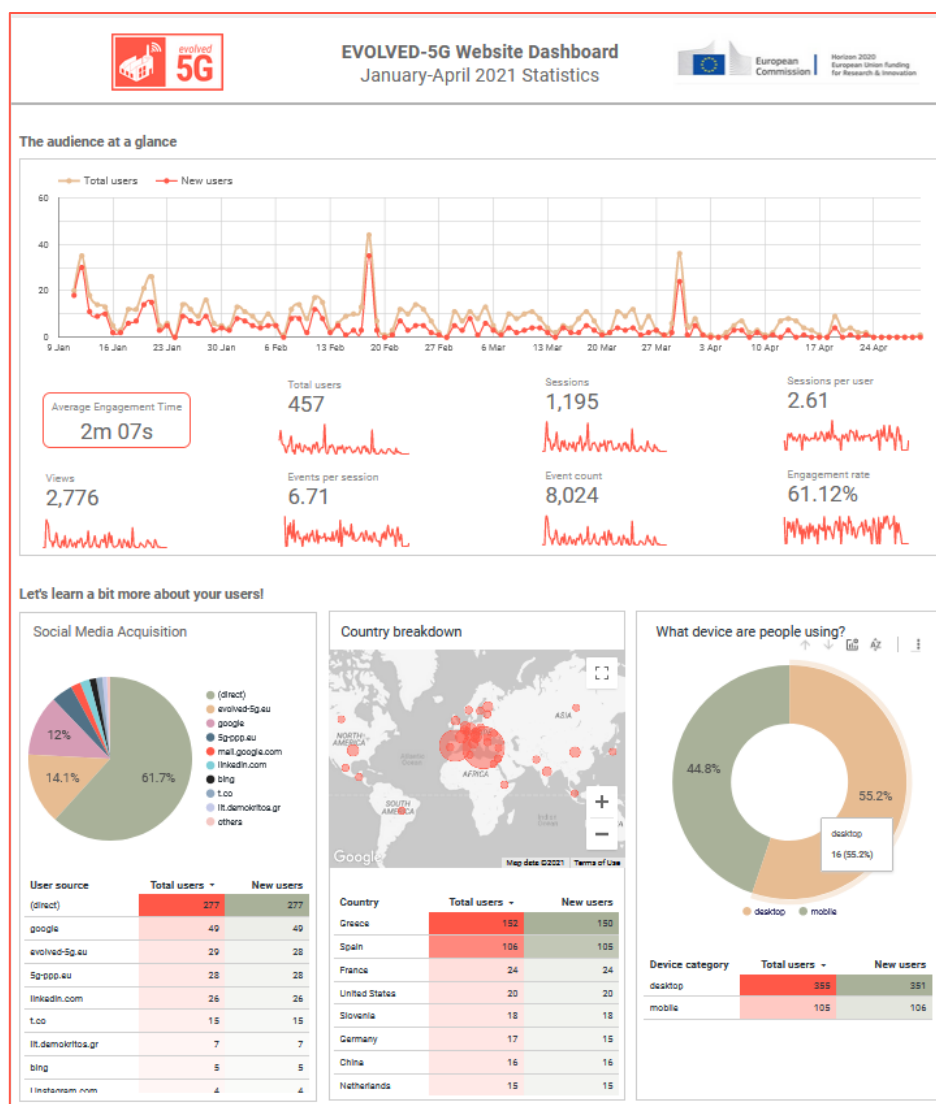 evolved
5G
EVOLVED-5G Website Dashboard
January-April 2021 Statistics
European
Commission
Horizon 2020
European Union funding
for Research & Innovation
The audience at a glance
Total users
New users
60
40
20
0
9 Jan
16 Jan
23 Jan
30 Jan
6 Feb
13 Feb
20 Feb
27 Feb
6 Mar
13 Mar
20 Mar
27 Mar
3 Apr
10 Apr
17 Apr
24 Apr
Average Engagement Time
2m 07s
Total users
457
Sessions
1,195
Sessions per user
2.61
Views
2,776
Events per session
6.71
Event count
8,024
Engagement rate
61.12%
Let's learn a bit more about your users!
Social Media Acquisition
12%
14.1%
61.7%
(direct)
evolved-5g.eu
google
5g-ppp.eu
mail.google.com
linkedin.com
bing
t.co
iit.demokritos.gr
others
User source Total users New users
(direct) 277 277
google 49 49
evolved-5g.eu 29 28
5g-ppp.eu 28 28
linkedin.com 26 26
t.co 15 15
iit.demokritos.gr 7 7
bing 5 5
l.instagram.com 4 4
Country breakdown
NORTH
AMERICA
Atlantic
Ocean
ASIA
AFRICA
SOUTH
AMERICA
Indian
Ocean
Google
Map data ©2021
Terms of Use
Country Total users New users
Greece 152 150
Spain 106 105
France 24 24
United States 20 20
Slovenia 18 18
Germany 17 15
China 16 16
Netherlands 15 15
What device are people using?
44.8%
55.2%
desktop
16 (55.2%)
desktop
mobile
Device category Total users New users
desktop 355 351
mobile 105 106